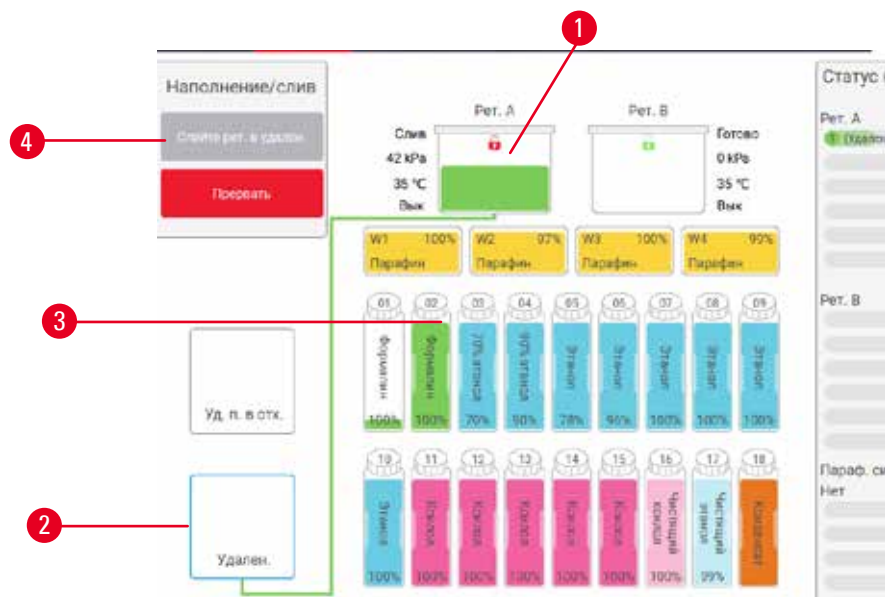 1
Наполнение/слив
Слейте рет. в удален.
4
Прервать
Рет. A
Слив
42 kPa
35 °C
Вык
Рет. B
Готово
0 kPa
35 °C
Вык
Статус
Рет. A
1
W1 100%
Парафин
W2 97%
Парафин
W3 100%
Парафин
W4 99%
Парафин
3
01
Формалин
100%
02
Формалин
100%
03
70% этанол
70%
04
90% этанол
90%
05
Этанол
78%
06
Этанол
96%
07
Этанол
100%
08
Этанол
100%
09
Этанол
100%
Рет. B
Уд. п. в отк.
10
Этанол
100%
11
Ксилол
100%
12
Ксилол
100%
13
Ксилол
100%
14
Ксилол
100%
15
Ксилол
100%
16
Чистящий
ксилол
100%
17
Чистящий
этанол
99%
18
Конденсат
Параф.
Нет
2
Удален.